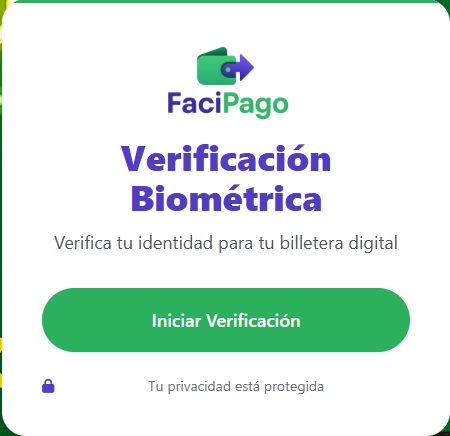 FaciPago
Verificación
Biométrica
Verifica tu identidad para tu billetera digital
Iniciar Verificación
Tu privacidad está protegida